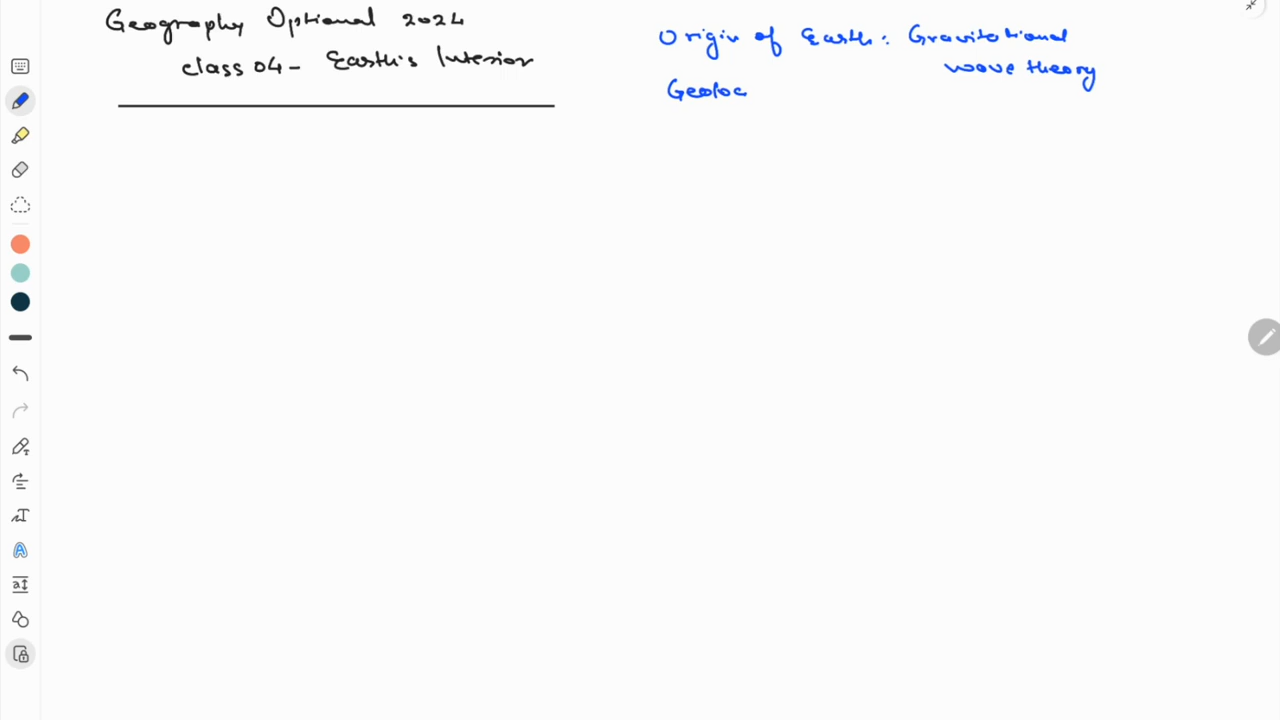 Geography Optional 2024
Class 04 - Earth's Interior
Origin of Earth: Gravitational
wave theory
Geoloc